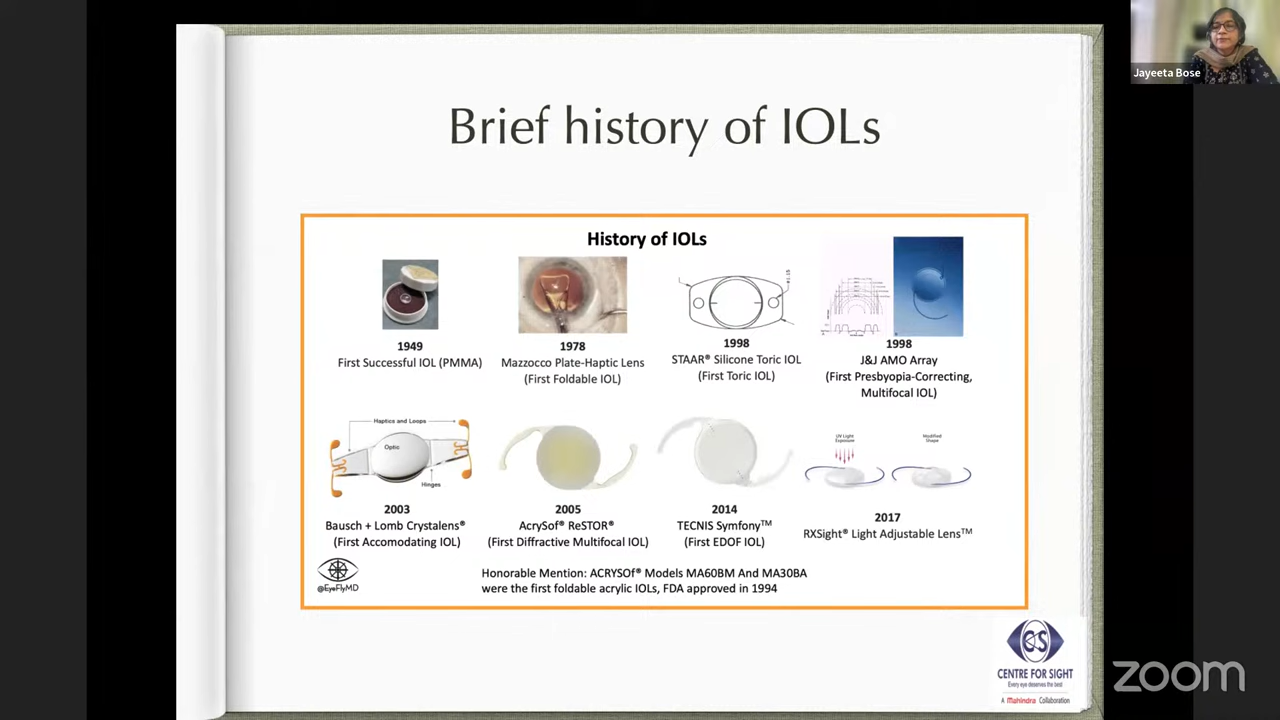 Jayeeta Bose
Brief history of IOLs
History of IOLs
1949
First Successful IOL (PMMA)
1978
Mazzocco Plate-Haptic Lens
(First Foldable IOL)
1998
STAAR® Silicone Toric IOL
(First Toric IOL)
1998
J&J AMO Array
(First Presbyopia-Correcting,
Multifocal IOL)
Haptics and Loops
Optic
Hinges
2003
Bausch + Lomb Crystalens®
(First Accomodating IOL)
2005
AcrySof® ReSTOR®
(First Diffractive Multifocal IOL)
2014
TECNIS Symfony™
(First EDOF IOL)
UV Light
Exposure
Modified
Shape
2017
RXSight® Light Adjustable Lens™
@EyeFlyMD
Honorable Mention: ACRYSOf® Models MA60BM And MA30BA
were the first foldable acrylic IOLs, FDA approved in 1994
CS
CENTRE FOR SIGHT
Every eye deserves the best
A Mahindra Collaboration
zoom